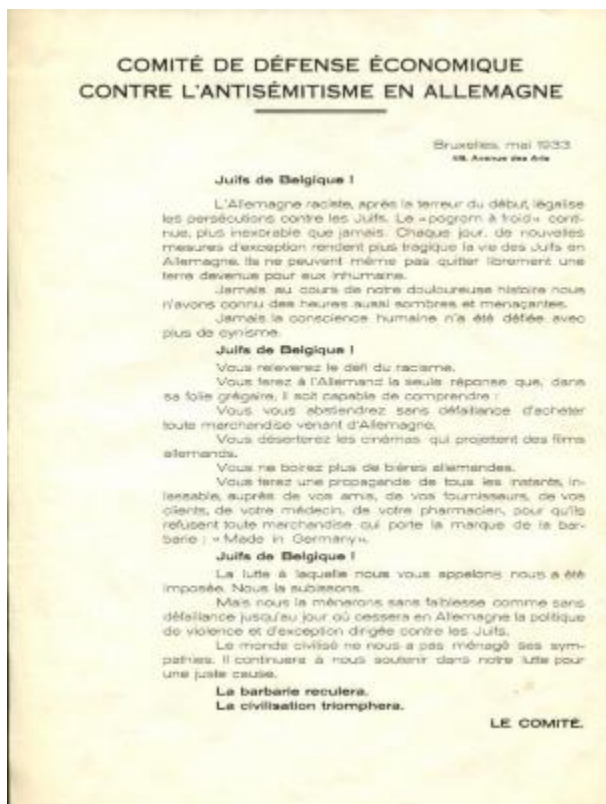 COMITÉ DE DÉFENSE ÉCONOMIQUE
CONTRE L'ANTISÉMITISME EN ALLEMAGNE
Bruxelles, mai 1933
Avenue des Arts
Juifs de Belgique !
L'Allemagne raciste, après la terreur du début, légalise
les persécutions contre les Juifs. Le « pogrom à froid » conti-
nue, plus inexorable que jamais. Chaque jour, de nouvelles
mesures d'exception rendent plus tragique la vie des Juifs en
Allemagne. Ils ne peuvent même pas quitter librement une
terre devenue pour eux inhumaine.
Jamais au cours de notre douloureuse histoire nous
n'avons connu des heures aussi sombres et menaçantes.
Jamais la conscience humaine n'a été défiée avec
plus de cynisme.
Juifs de Belgique !
Vous relèverez le défi du racisme.
Vous ferez à l'Allemand la seule réponse que, dans
sa folie grégaire, il soit capable de comprendre :
Vous vous abstiendrez sans défaillance d'acheter
toute marchandise venant d'Allemagne.
Vous déserterez les cinémas qui projettent des films
allemands.
Vous ne boirez plus de bières allemandes.
Vous ferez une propagande de tous les instants, in-
lassable, auprès de vos amis, de vos fournisseurs, de vos
clients, de votre médecin, de votre pharmacien, pour qu'ils
refusent toute marchandise qui porte la marque de la bar-
barie : « Made in Germany ».
Juifs de Belgique !
La lutte à laquelle nous vous appelons nous a été
imposée. Nous la subissons.
Mais nous la mènerons sans faiblesse comme sans
défaillance jusqu'au jour où cessera en Allemagne la politique
de violence et d'exception dirigée contre les Juifs.
Le monde civilisé ne nous a pas ménagé ses sym-
pathies. Il continuera à nous soutenir dans notre lutte pour
une juste cause.
La barbarie reculera.
La civilisation triomphera.
LE COMITÉ.